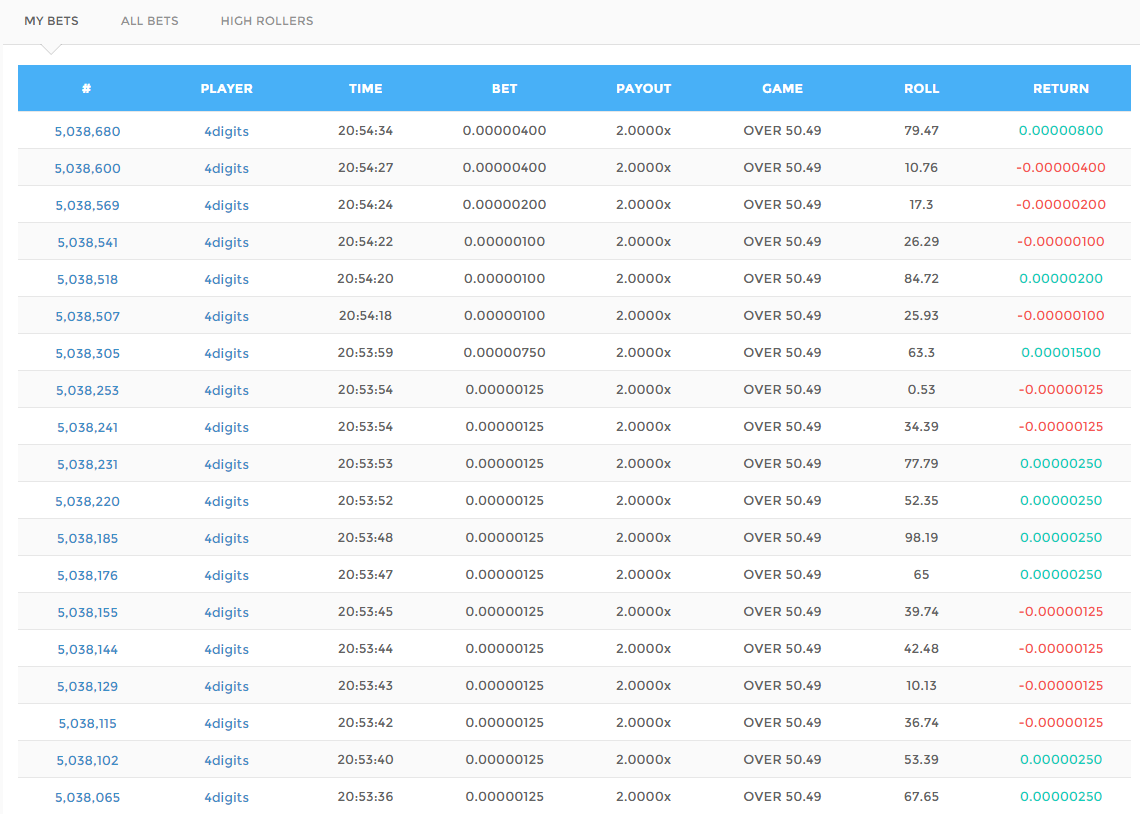 MY BETS ALL BETS HIGH ROLLERS
# PLAYER TIME BET PAYOUT GAME ROLL RETURN
5,038,680 4digits 20:54:34 0.00000400 2.0000x OVER 50.49 79.47 0.00000800
5,038,600 4digits 20:54:27 0.00000400 2.0000x OVER 50.49 10.76 -0.00000400
5,038,569 4digits 20:54:24 0.00000200 2.0000x OVER 50.49 17.3 -0.00000200
5,038,541 4digits 20:54:22 0.00000100 2.0000x OVER 50.49 26.29 -0.00000100
5,038,518 4digits 20:54:20 0.00000100 2.0000x OVER 50.49 84.72 0.00000200
5,038,507 4digits 20:54:18 0.00000100 2.0000x OVER 50.49 25.93 -0.00000100
5,038,305 4digits 20:53:59 0.00000750 2.0000x OVER 50.49 63.3 0.00001500
5,038,253 4digits 20:53:54 0.00000125 2.0000x OVER 50.49 0.53 -0.00000125
5,038,241 4digits 20:53:54 0.00000125 2.0000x OVER 50.49 34.39 -0.00000125
5,038,231 4digits 20:53:53 0.00000125 2.0000x OVER 50.49 77.79 0.00000250
5,038,220 4digits 20:53:52 0.00000125 2.0000x OVER 50.49 52.35 0.00000250
5,038,185 4digits 20:53:48 0.00000125 2.0000x OVER 50.49 98.19 0.00000250
5,038,176 4digits 20:53:47 0.00000125 2.0000x OVER 50.49 65 0.00000250
5,038,155 4digits 20:53:45 0.00000125 2.0000x OVER 50.49 39.74 -0.00000125
5,038,144 4digits 20:53:44 0.00000125 2.0000x OVER 50.49 42.48 -0.00000125
5,038,129 4digits 20:53:43 0.00000125 2.0000x OVER 50.49 10.13 -0.00000125
5,038,115 4digits 20:53:42 0.00000125 2.0000x OVER 50.49 36.74 -0.00000125
5,038,102 4digits 20:53:40 0.00000125 2.0000x OVER 50.49 53.39 0.00000250
5,038,065 4digits 20:53:36 0.00000125 2.0000x OVER 50.49 67.65 0.00000250